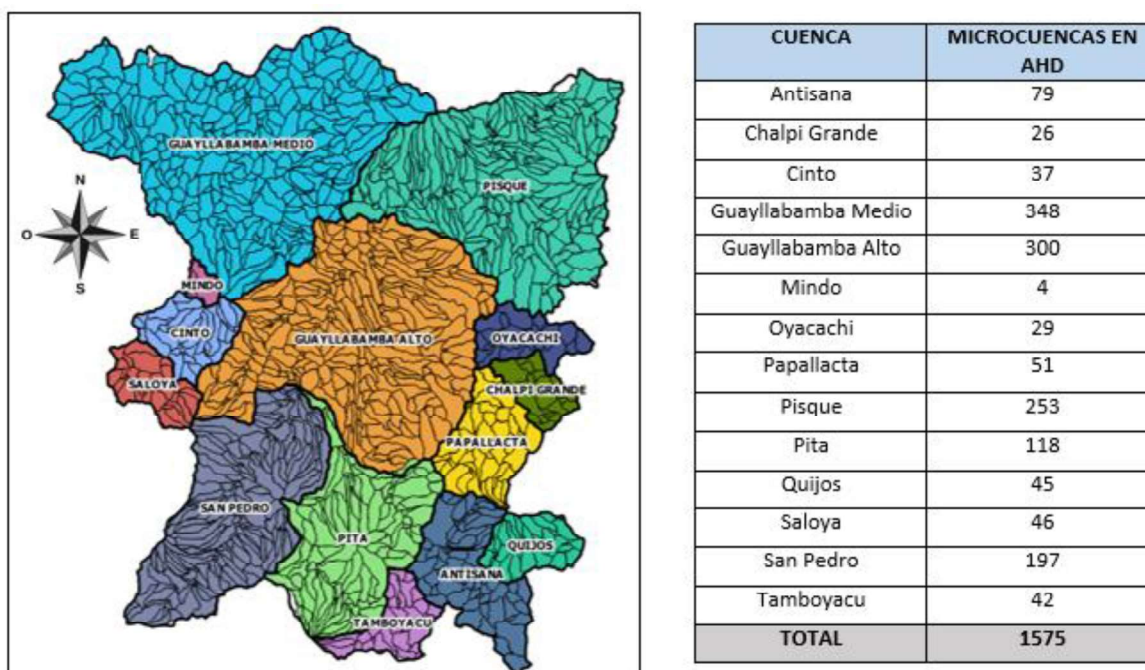 GUAYLLABAMBA MEDIO
PISQUE
N
O
E
S
MINDO
CINTO
GUAYLLABAMBA ALTO
OYACACHI
SALOYA
CHALPI GRANDE
PAPALLACTA
SAN PEDRO
PITA
QUIJOS
ANTISANA
TAMBOYACU
CUENCA MICROCUENCAS EN
AHD
Antisana 79
Chalpi Grande 26
Cinto 37
Guayllabamba Medio 348
Guayllabamba Alto 300
Mindo 4
Oyacachi 29
Papallacta 51
Pisque 253
Pita 118
Quijos 45
Saloya 46
San Pedro 197
Tamboyacu 42
TOTAL 1575